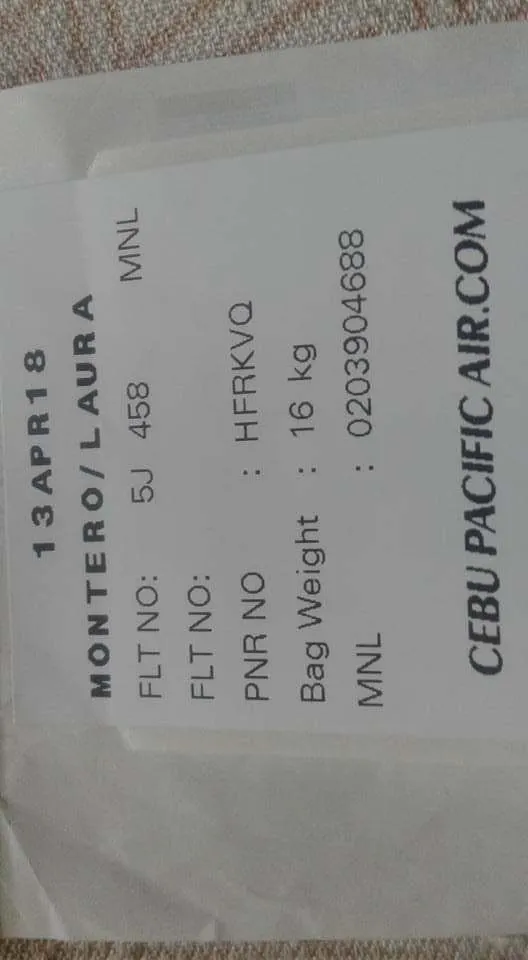 13APR18
MONTERO/LAURA
FLT NO: 5J 458 MNL
FLT NO:
PNR NO : HFRKVQ
Bag Weight : 16 kg
MNL : 0203904688
CEBU PACIFIC AIR.COM